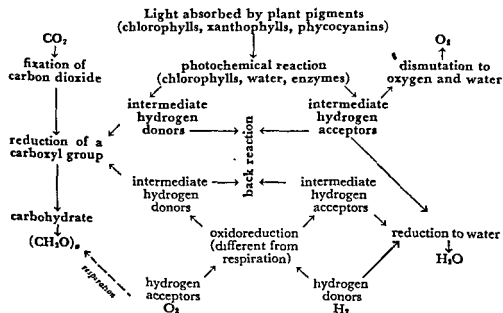 Light absorbed by plant pigments
(chlorophylls, xanthophylls, phycocyanins)
CO₂
O₂
fixation of
carbon dioxide
photochemical reaction
(chlorophylls, water, enzymes)
dismutation to
oxygen and water
intermediate
hydrogen
donors
intermediate
hydrogen
acceptors
back reaction
reduction of a
carboxyl group
intermediate
hydrogen
donors
intermediate
hydrogen
acceptors
carbohydrate
(CH₂O)ₙ
oxidoreduction
(different from
respiration)
reduction to water
H₂O
respiration
hydrogen
acceptors
O₂
hydrogen
donors
H₂